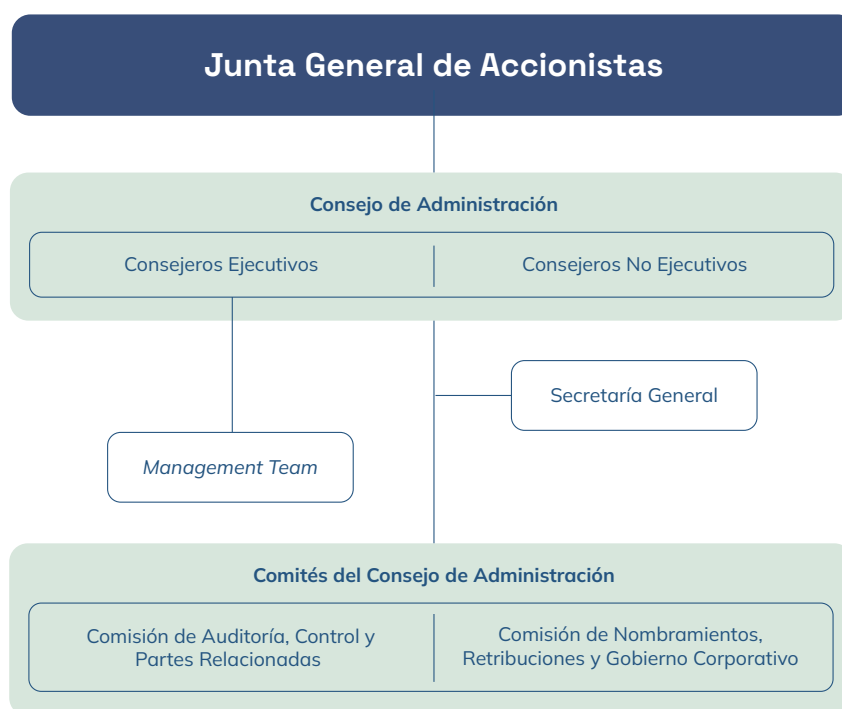 Junta General de Accionistas
Consejo de Administración
Consejeros Ejecutivos
Consejeros No Ejecutivos
Secretaría General
Management Team
Comités del Consejo de Administración
Comisión de Auditoría, Control y
Partes Relacionadas
Comisión de Nombramientos,
Retribuciones y Gobierno Corporativo